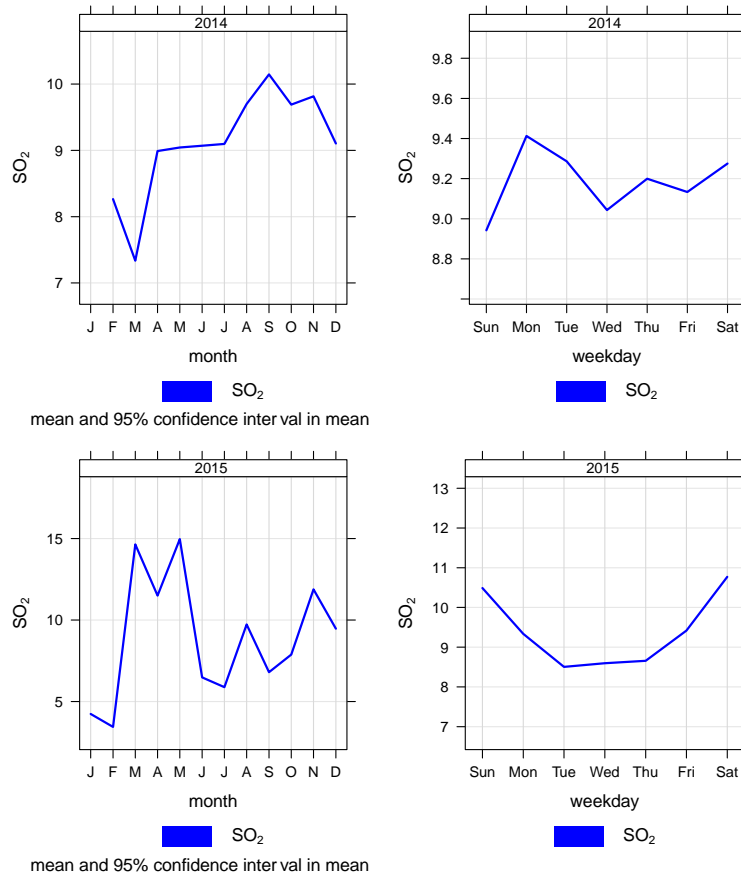 2014
SO2
10
9
8
7
J F M A M J J A S O N D
month
SO2
mean and 95% confidence inter val in mean
2014
SO2
9.8
9.6
9.4
9.2
9.0
8.8
Sun Mon Tue Wed Thu Fri Sat
weekday
SO2
2015
SO2
15
10
5
J F M A M J J A S O N D
month
SO2
mean and 95% confidence inter val in mean
2015
SO2
13
12
11
10
9
8
7
Sun Mon Tue Wed Thu Fri Sat
weekday
SO2